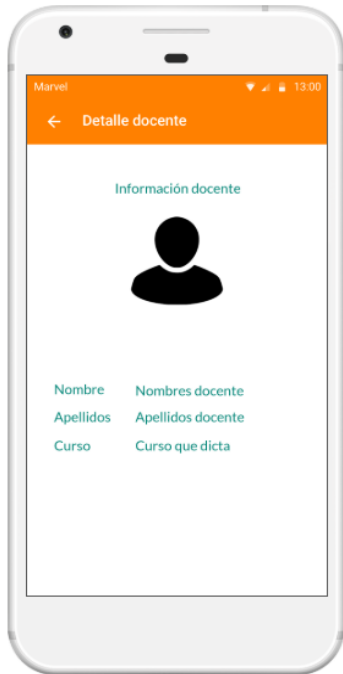 Marvel 13:00
Detalle docente
Información docente
Nombre Nombres docente
Apellidos Apellidos docente
Curso Curso que dicta